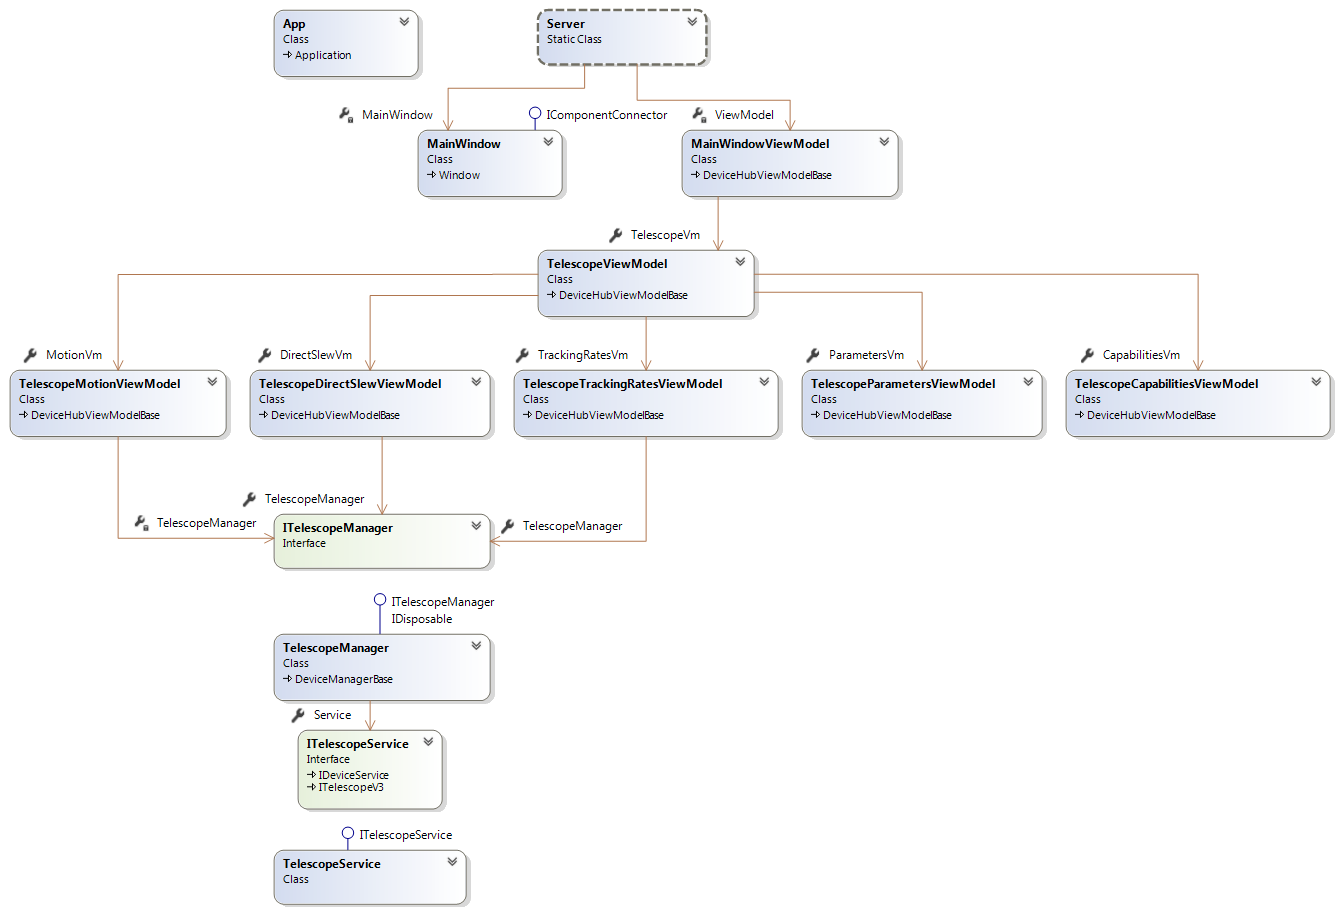 App
Class
Application
Server
Static Class
MainWindow
IComponentConnector
ViewModel
MainWindow
Class
Window
MainWindowViewModel
Class
DeviceHubViewModelBase
TelescopeVm
TelescopeViewModel
Class
DeviceHubViewModelBase
MotionVm
DirectSlewVm
TrackingRatesVm
ParametersVm
CapabilitiesVm
TelescopeMotionViewModel
Class
DeviceHubViewModelBase
TelescopeDirectSlewViewModel
Class
DeviceHubViewModelBase
TelescopeTrackingRatesViewModel
Class
DeviceHubViewModelBase
TelescopeParametersViewModel
Class
DeviceHubViewModelBase
TelescopeCapabilitiesViewModel
Class
DeviceHubViewModelBase
TelescopeManager
TelescopeManager
TelescopeManager
ITelescopeManager
Interface
ITelescopeManager
IDisposable
TelescopeManager
Class
DeviceManagerBase
Service
ITelescopeService
Interface
IDeviceService
ITelescopeV3
ITelescopeService
TelescopeService
Class